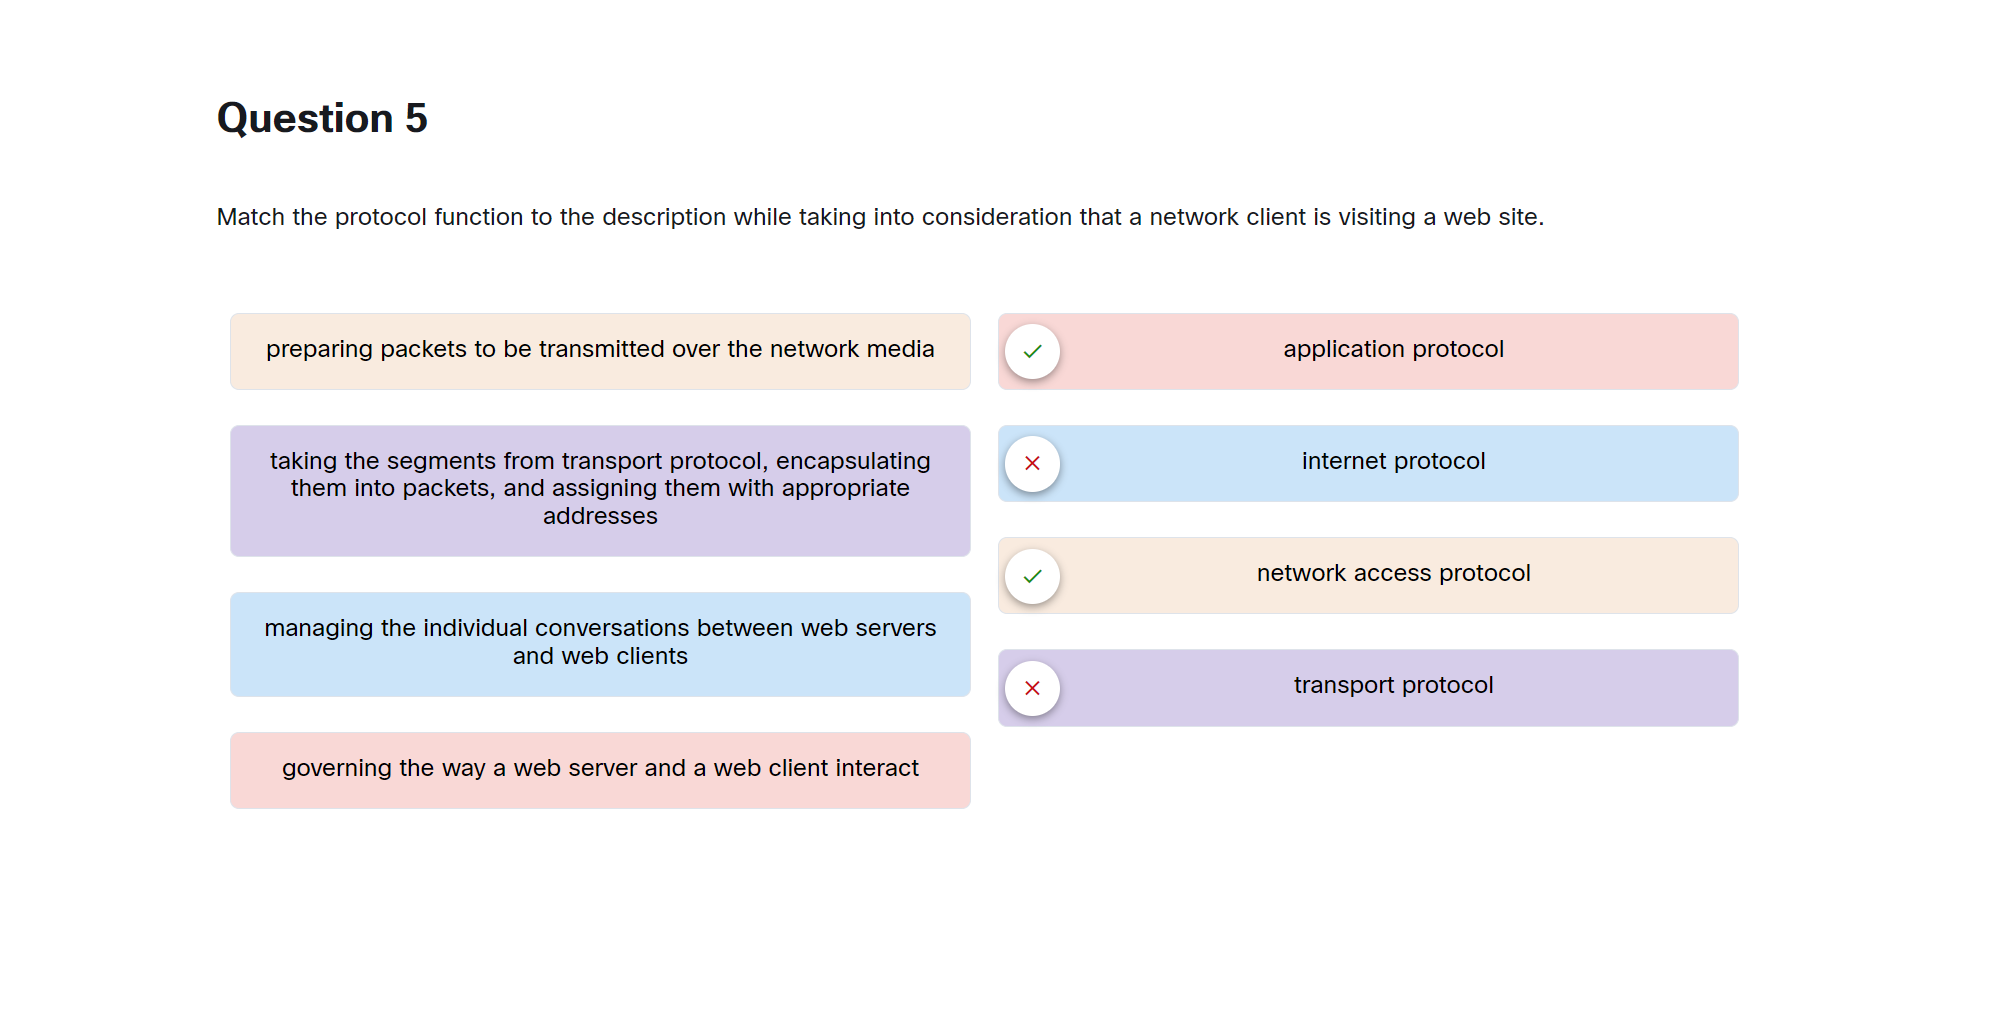 Question 5
Match the protocol function to the description while taking into consideration that a network client is visiting a web site.
preparing packets to be transmitted over the network media
taking the segments from transport protocol, encapsulating
them into packets, and assigning them with appropriate
addresses
managing the individual conversations between web servers
and web clients
governing the way a web server and a web client interact
application protocol
internet protocol
network access protocol
transport protocol